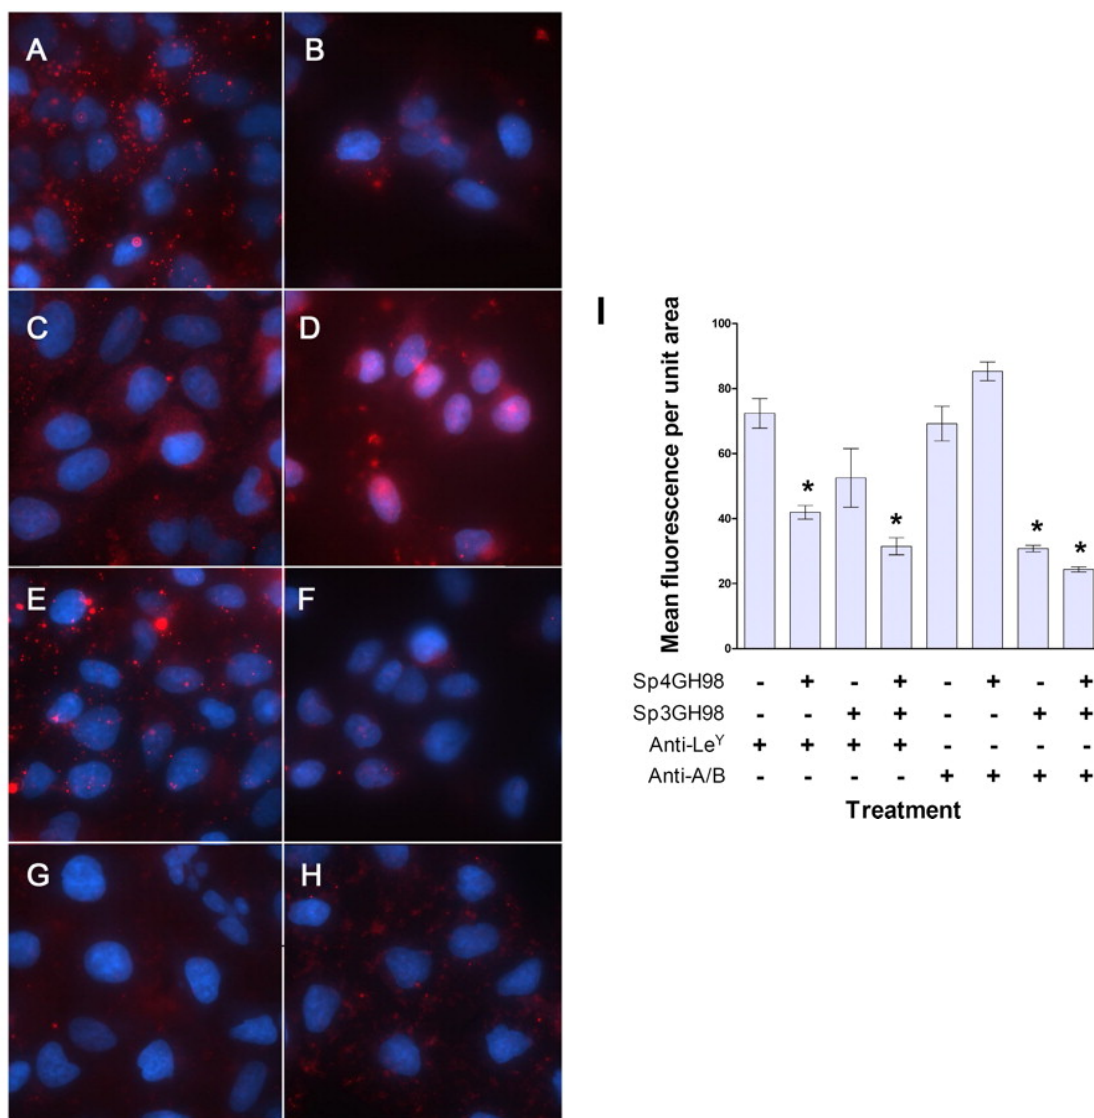 A
B
C
D
E
F
G
H
I
Mean fluorescence per unit area
100
80
60
40
20
0
* * * *
Sp4GH98 - + - + - + - +
Sp3GH98 - - + + - - + +
Anti-Leʸ + + + + - - - -
Anti-A/B - - - - + + + +
Treatment